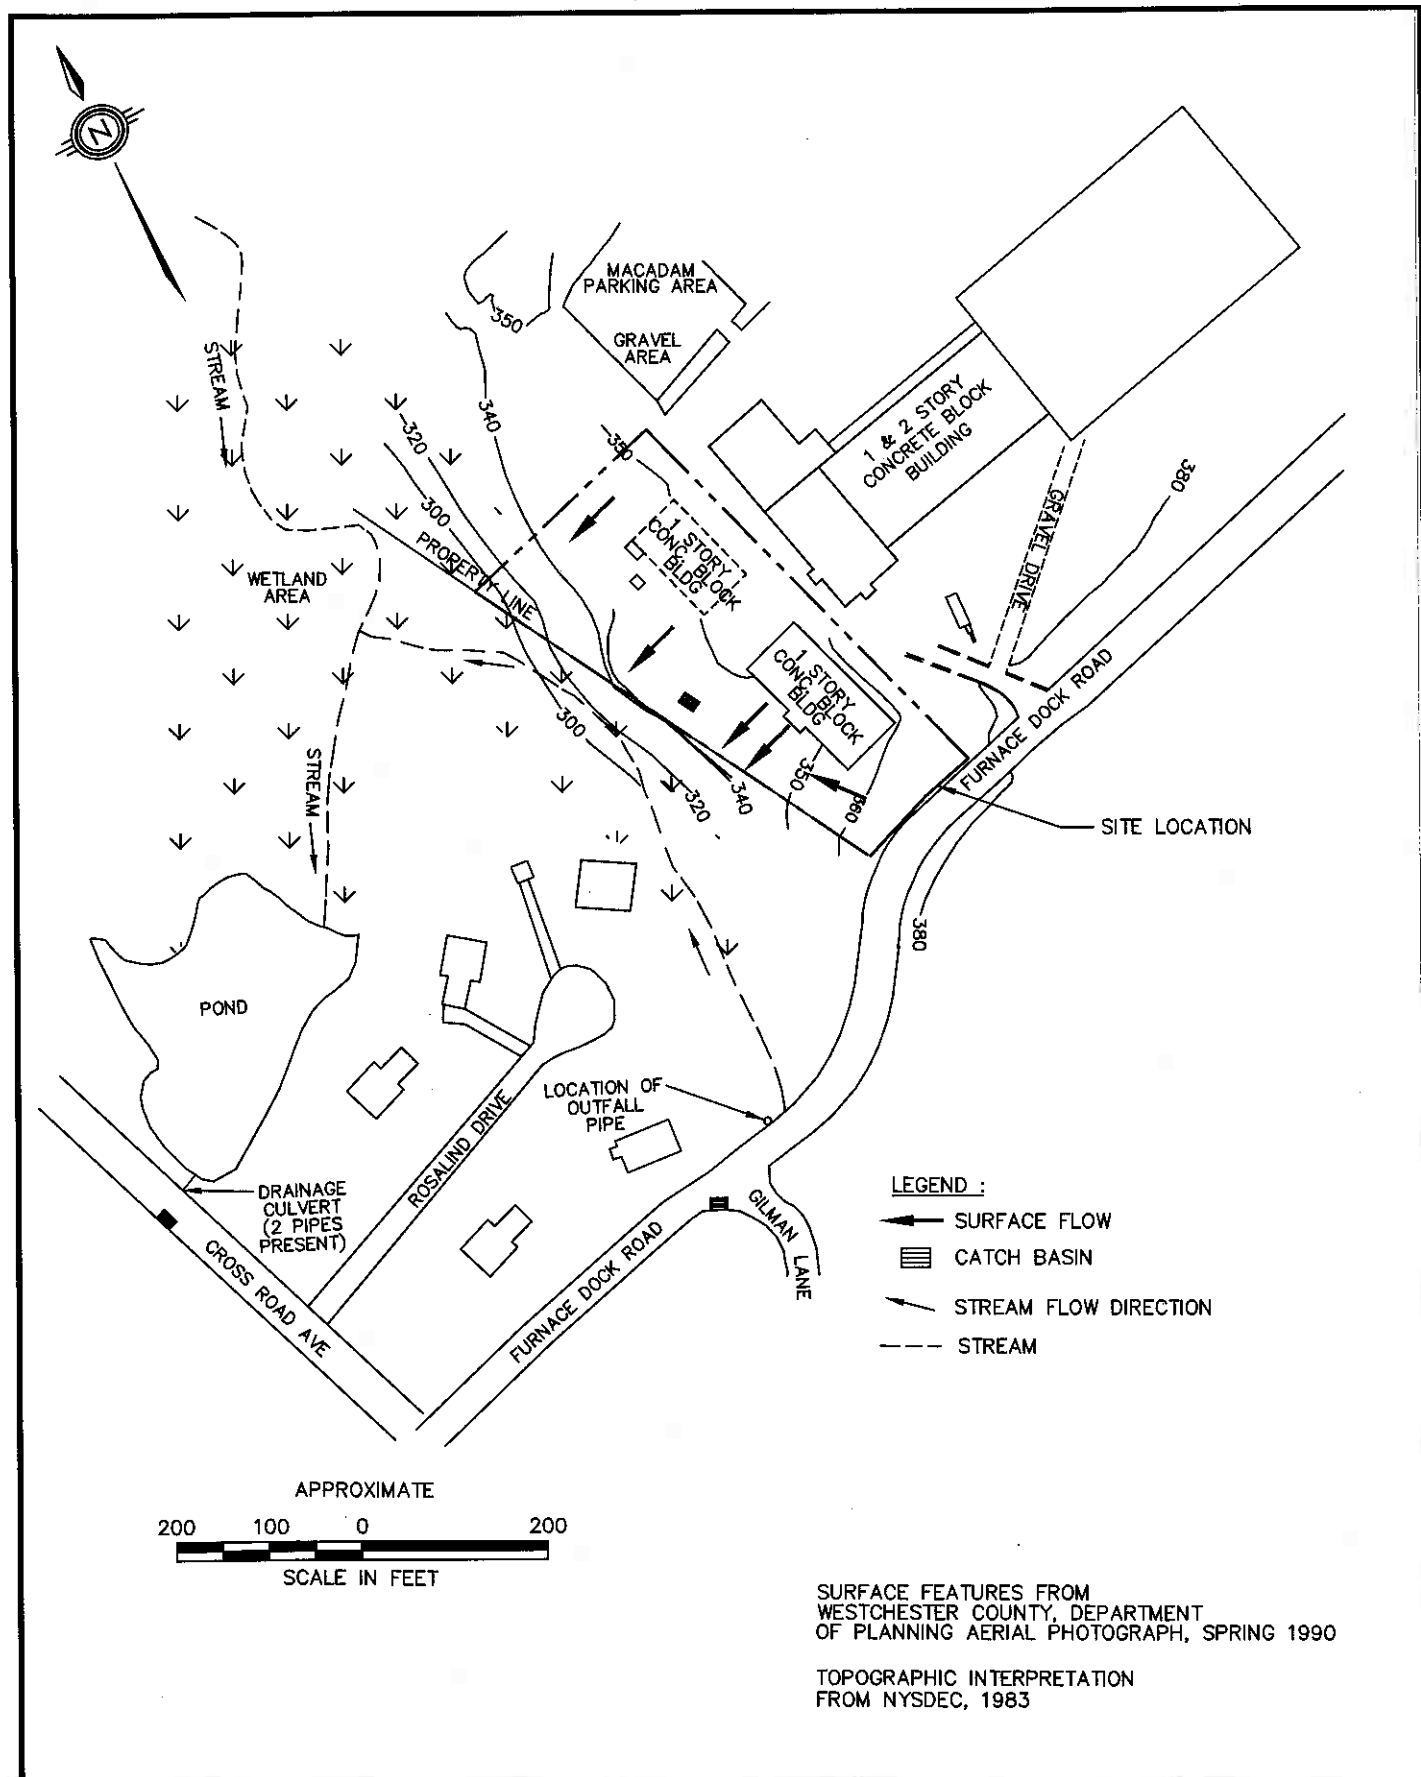 N
MACADAM
PARKING AREA
GRAVEL
AREA
350
STREAM
340
320
300
350
1 & 2 STORY
CONCRETE BLOCK
BUILDING
380
GRAVEL DRIVE
1 STORY
CONC. BLOCK
BLDG
PROPERTY LINE
WETLAND
AREA
1 STORY
CONC. BLOCK
BLDG
FURNACE DOCK ROAD
300
320
340
350
360
STREAM
SITE LOCATION
380
POND
LOCATION OF
OUTFALL
PIPE
ROSALIND DRIVE
DRAINAGE
CULVERT
(2 PIPES
PRESENT)
CROSS ROAD AVE
FURNACE DOCK ROAD
GILMAN LANE
LEGEND :
SURFACE FLOW
CATCH BASIN
STREAM FLOW DIRECTION
STREAM
APPROXIMATE
200 100 0 200
SCALE IN FEET
SURFACE FEATURES FROM
WESTCHESTER COUNTY, DEPARTMENT
OF PLANNING AERIAL PHOTOGRAPH, SPRING 1990
TOPOGRAPHIC INTERPRETATION
FROM NYSDEC, 1983